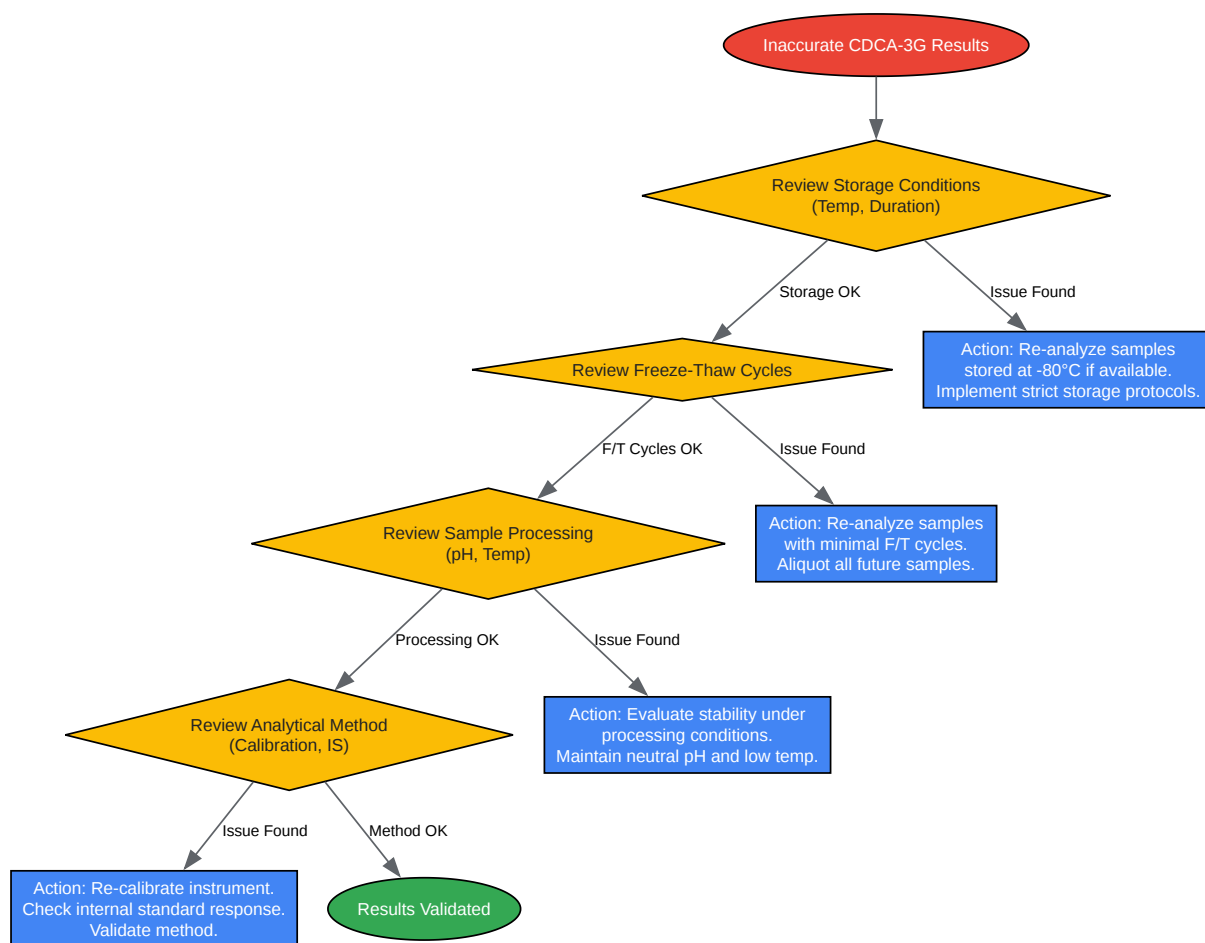 Inaccurate CDCA-3G Results
Review Storage Conditions
(Temp, Duration)
Storage OK
Issue Found
Review Freeze-Thaw Cycles
Action: Re-analyze samples
stored at -80°C if available.
Implement strict storage protocols.
F/T Cycles OK
Issue Found
Review Sample Processing
(pH, Temp)
Action: Re-analyze samples
with minimal F/T cycles.
Aliquot all future samples.
Processing OK
Issue Found
Review Analytical Method
(Calibration, IS)
Action: Evaluate stability under
processing conditions.
Maintain neutral pH and low temp.
Issue Found
Method OK
Action: Re-calibrate instrument.
Check internal standard response.
Validate method.
Results Validated